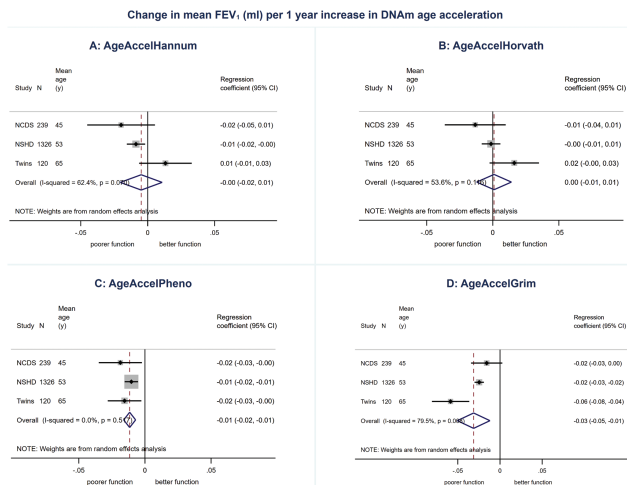 Change in mean FEV₁ (ml) per 1 year increase in DNAm age acceleration
A: AgeAccelHannum
Mean
age
(y)
Study N
Regression
coefficient (95% CI)
NCDS 239 45 -0.02 (-0.05, 0.01)
NSHD 1326 53 -0.01 (-0.02, -0.00)
Twins 120 65 0.01 (-0.01, 0.03)
Overall (I-squared = 62.4%, p = -0.00 (-0.02, 0.01)
NOTE: Weights are from random effects analysis
-.05 0 .05
poorer function better function
B: AgeAccelHorvath
Mean
age
(y)
Study N
Regression
coefficient (95% CI)
NCDS 239 45 -0.01 (-0.04, 0.01)
NSHD 1326 53 -0.00 (-0.01, 0.01)
Twins 120 65 0.02 (-0.00, 0.03)
Overall (I-squared = 53.6%, p = 0.00 (-0.01, 0.01)
NOTE: Weights are from random effects analysis
-.05 0 .05
poorer function better function
C: AgeAccelPheno
Mean
age
(y)
Study N
Regression
coefficient (95% CI)
NCDS 239 45 -0.02 (-0.03, -0.00)
NSHD 1326 53 -0.01 (-0.02, -0.01)
Twins 120 65 -0.02 (-0.03, -0.00)
Overall (I-squared = 0.0%, p = -0.01 (-0.02, -0.01)
NOTE: Weights are from random effects analysis
-.05 0 .05
poorer function better function
D: AgeAccelGrim
Mean
age
(y)
Study N
Regression
coefficient (95% CI)
NCDS 239 45 -0.02 (-0.03, 0.00)
NSHD 1326 53 -0.02 (-0.03, -0.02)
Twins 120 65 -0.06 (-0.08, -0.04)
Overall (I-squared = 79.5%, p = -0.03 (-0.05, -0.01)
NOTE: Weights are from random effects analysis
-.05 0 .05
poorer function better function